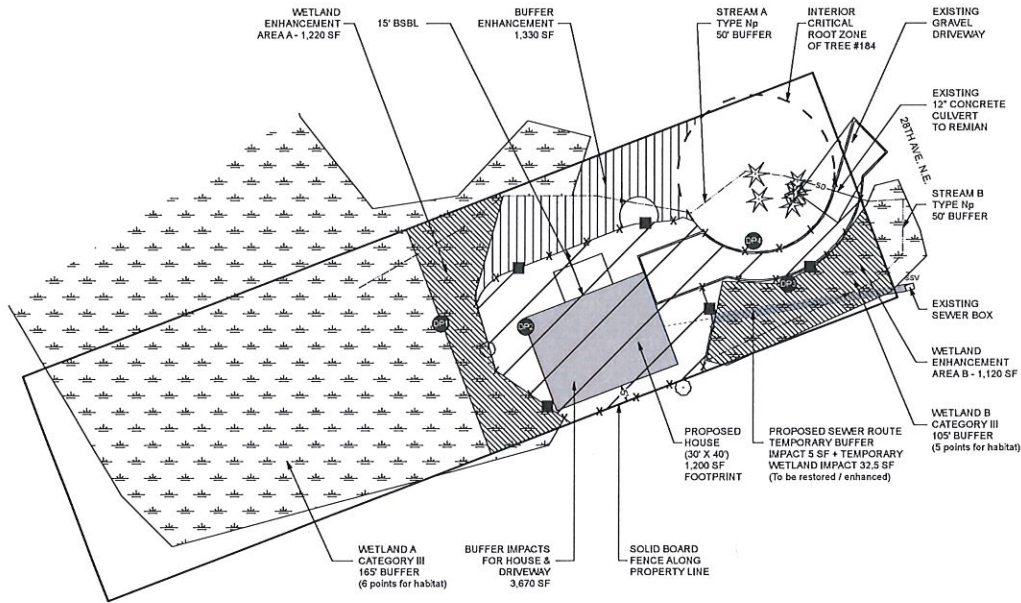 WETLAND
ENHANCEMENT
AREA A - 1,220 SF
15' BSBL
BUFFER
ENHANCEMENT
1,330 SF
STREAM A
TYPE Np
50' BUFFER
INTERIOR
CRITICAL
ROOT ZONE
OF TREE #184
EXISTING
GRAVEL
DRIVEWAY
EXISTING
12" CONCRETE
CULVERT
TO REMIAN
28TH AVE. N.E.
STREAM B
TYPE Np
50' BUFFER
SD
DP4
DP3
SSV
DP1
DP2
EXISTING
SEWER BOX
WETLAND
ENHANCEMENT
AREA B - 1,120 SF
WETLAND B
CATEGORY III
105' BUFFER
(5 points for habitat)
PROPOSED
HOUSE
(30' X 40')
1,200 SF
FOOTPRINT
PROPOSED SEWER ROUTE
TEMPORARY BUFFER
IMPACT 5 SF + TEMPORARY
WETLAND IMPACT 32.5 SF
(To be restored / enhanced)
WETLAND A
CATEGORY III
165' BUFFER
(6 points for habitat)
BUFFER IMPACTS
FOR HOUSE &
DRIVEWAY
3,670 SF
SOLID BOARD
FENCE ALONG
PROPERTY LINE